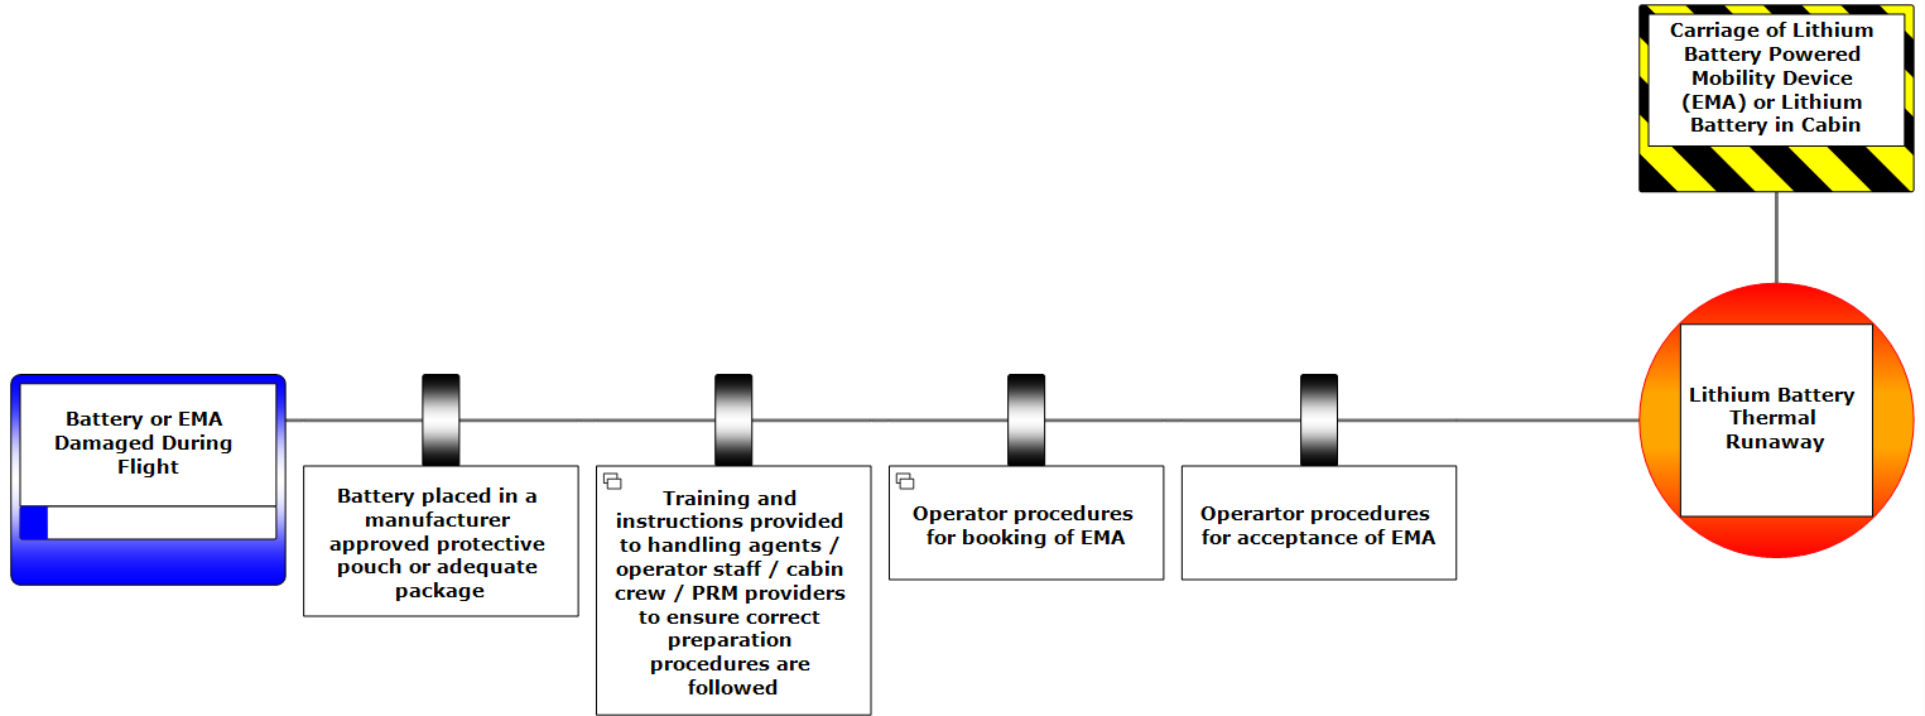 Carriage of Lithium
Battery Powered
Mobility Device
(EMA) or Lithium
Battery in Cabin
Battery or EMA
Damaged During
Flight
Battery placed in a
manufacturer
approved protective
pouch or adequate
package
Training and
instructions provided
to handling agents /
operator staff / cabin
crew / PRM providers
to ensure correct
preparation
procedures are
followed
Operator procedures
for booking of EMA
Operartor procedures
for acceptance of EMA
Lithium Battery
Thermal
Runaway